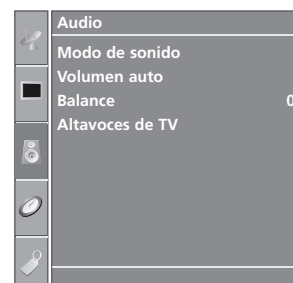 Audio
Modo de sonido
Volumen auto
Balance 0
Altavoces de TV